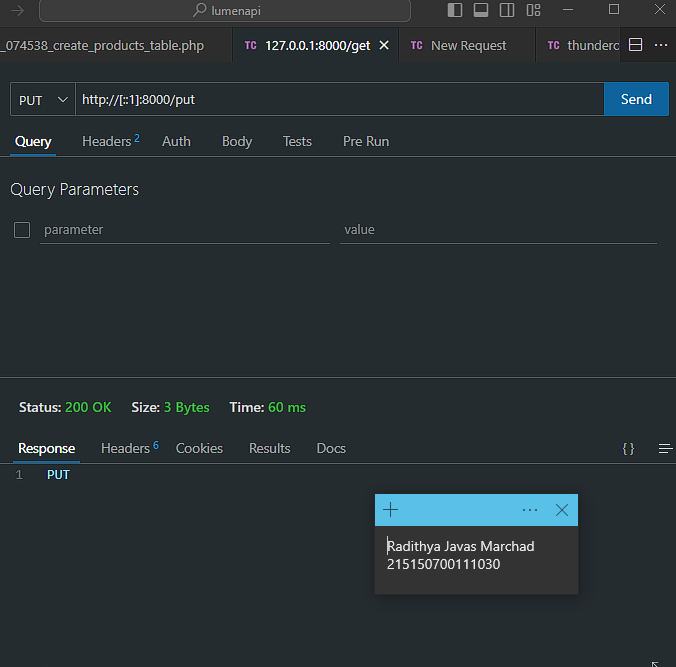 lumenapi
_074538_create_products_table.php
TC 127.0.0.1:8000/get
TC New Request
TC thunderc
PUT
http://[::1]:8000/put
Send
Query
Headers 2
Auth
Body
Tests
Pre Run
Query Parameters
parameter
value
Status: 200 OK
Size: 3 Bytes
Time: 60 ms
Response
Headers 6
Cookies
Results
Docs
{}
1 PUT
Radithya Javas Marchad
215150700111030